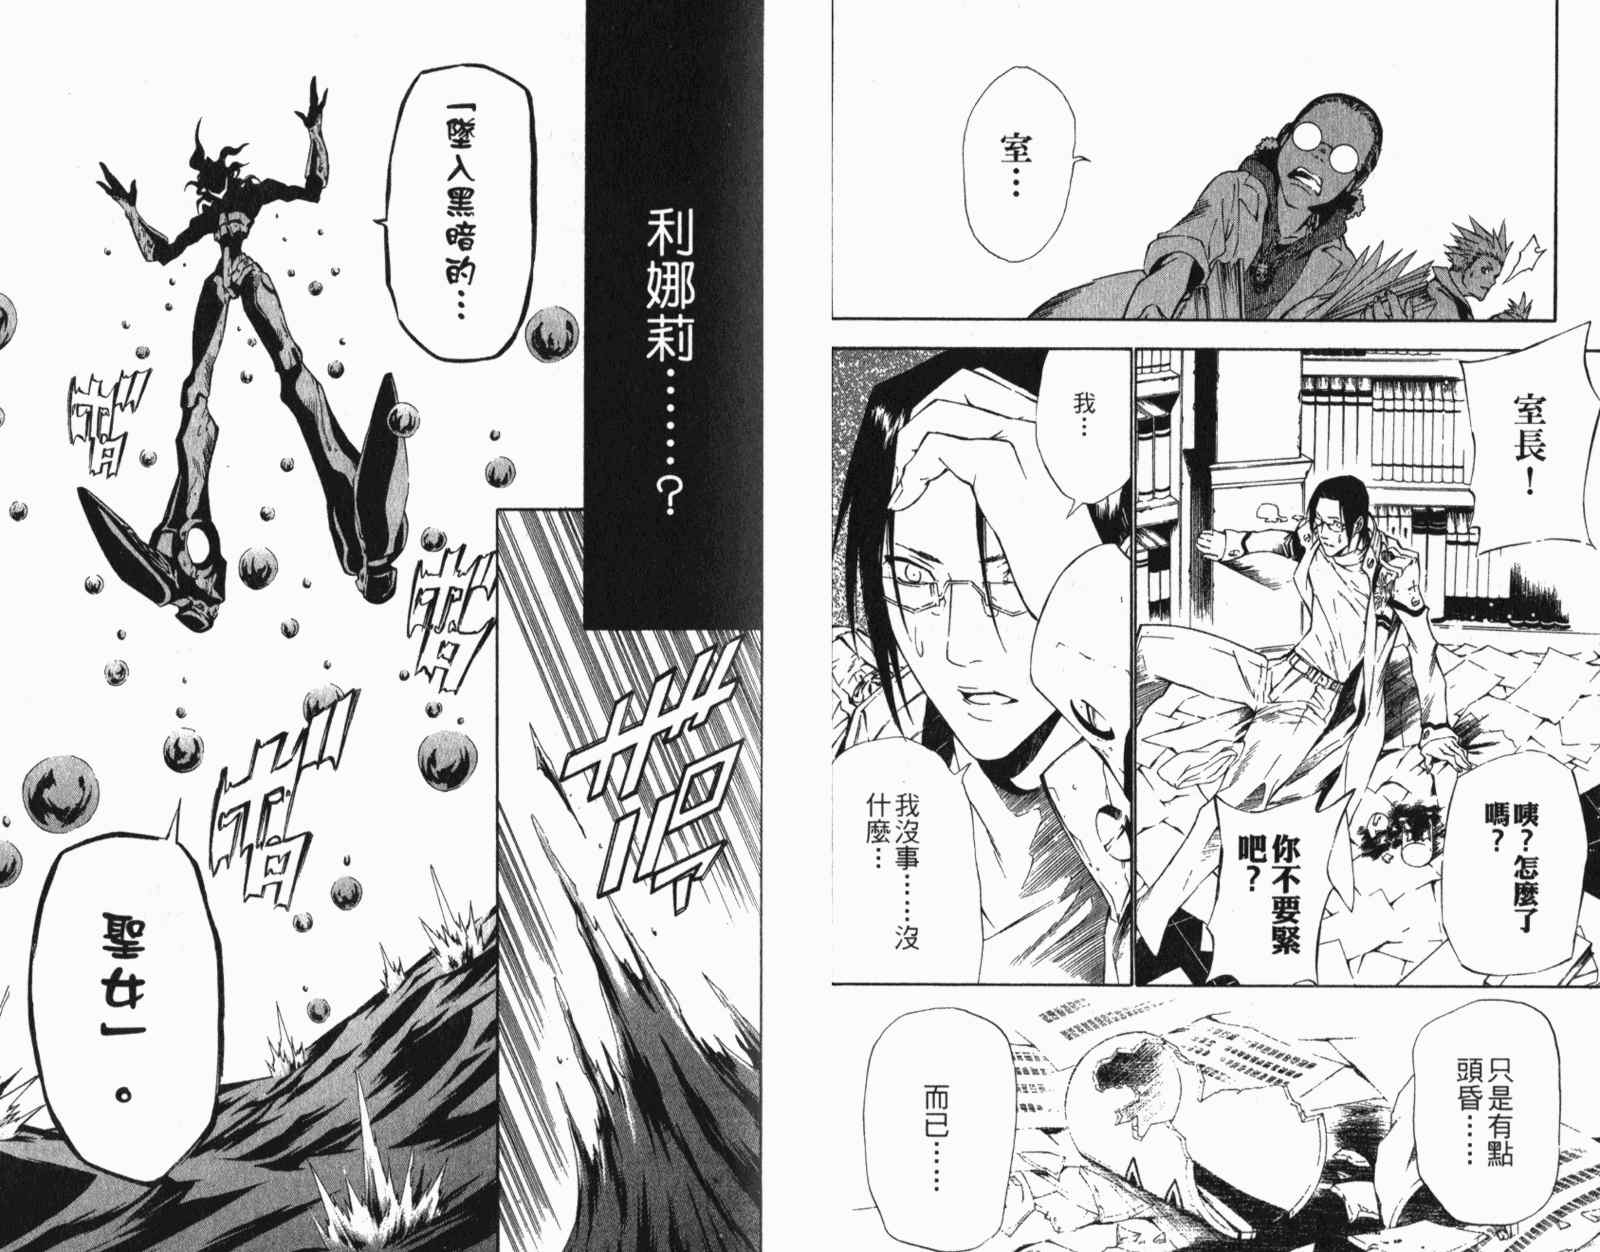 室…
室長！
咦？怎麼了
嗎？
你不要緊
吧？
我…
我沒事……沒
什麼…
只是有點
頭昏……
而已……
利娜莉………？
「墜入黑暗的…
聖女」。